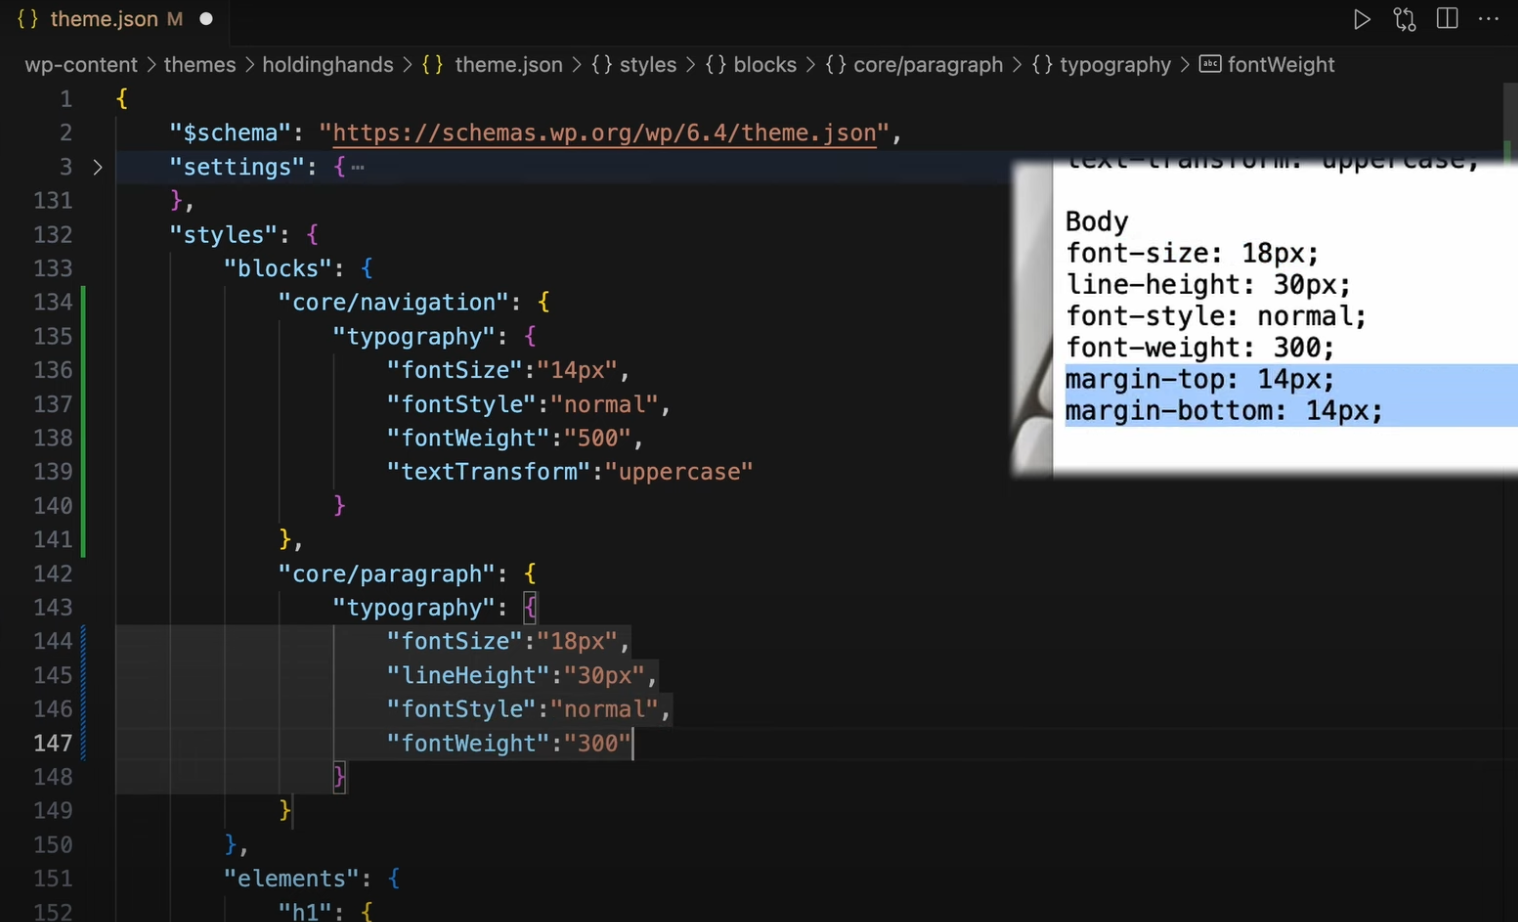 {} theme.json M
wp-content > themes > holdinghands > {} theme.json > {} styles > {} blocks > {} core/paragraph > {} typography > abc fontWeight
1 {
2 "$schema": "https://schemas.wp.org/wp/6.4/theme.json",
3 > "settings": { ...
131 },
132 "styles": {
133 "blocks": {
134 "core/navigation": {
135 "typography": {
136 "fontSize":"14px",
137 "fontStyle":"normal",
138 "fontWeight":"500",
139 "textTransform":"uppercase"
140 }
141 },
142 "core/paragraph": {
143 "typography": {
144 "fontSize":"18px",
145 "lineHeight":"30px",
146 "fontStyle":"normal",
147 "fontWeight":"300"
148 }
149 }
150 },
151 "elements": {
152 "h1": {
text-transform: uppercase;
Body
font-size: 18px;
line-height: 30px;
font-style: normal;
font-weight: 300;
margin-top: 14px;
margin-bottom: 14px;